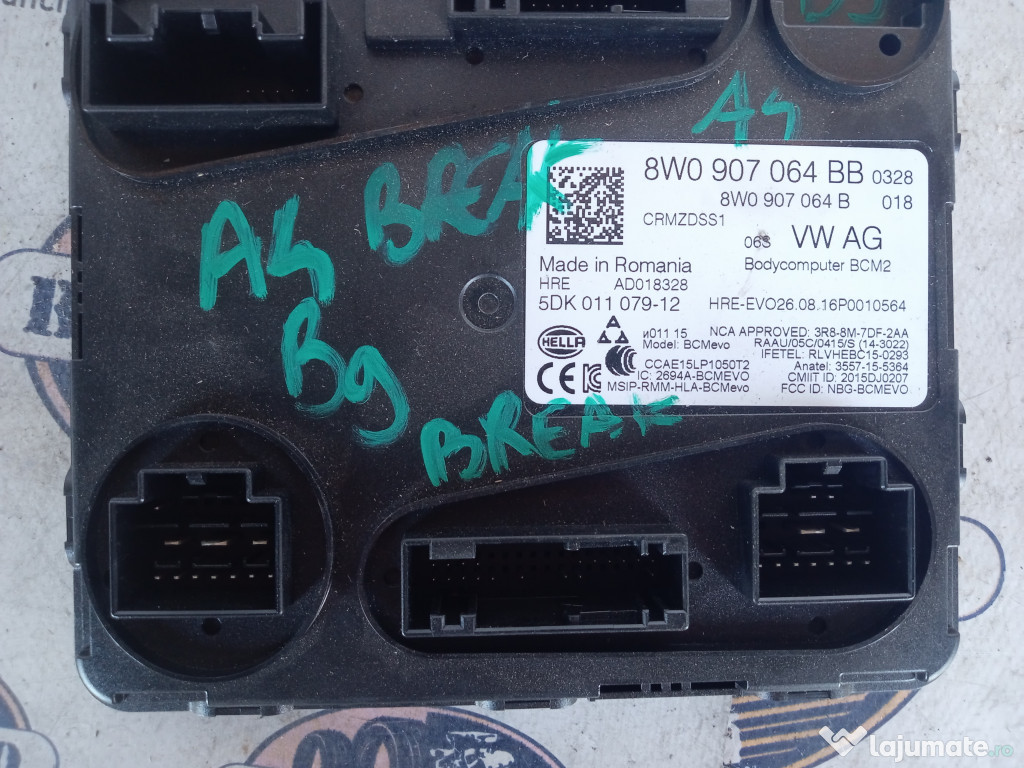 A4
BREAK
A4
B9
BREAK
8W0 907 064 BB 0328
8W0 907 064 B 018
CRMZDSS1
06S VW AG
Made in Romania Bodycomputer BCM2
HRE AD018328
5DK 011 079-12 HRE-EVO26.08.16P0010564
HELLA
и011 15
Model: BCMevo
NCA APPROVED: 3R8-8M-7DF-2AA
RAAU/05C/0415/S (14-3022)
IFETEL: RLVHEBC15-0293
CCAE15LP1050T2 Anatel: 3557-15-5364
IC: 2694A-BCMEVO CMIIT ID: 2015DJ0207
MSIP-RMM-HLA-BCMevo FCC ID: NBG-BCMEVO
CE
lajumate.ro